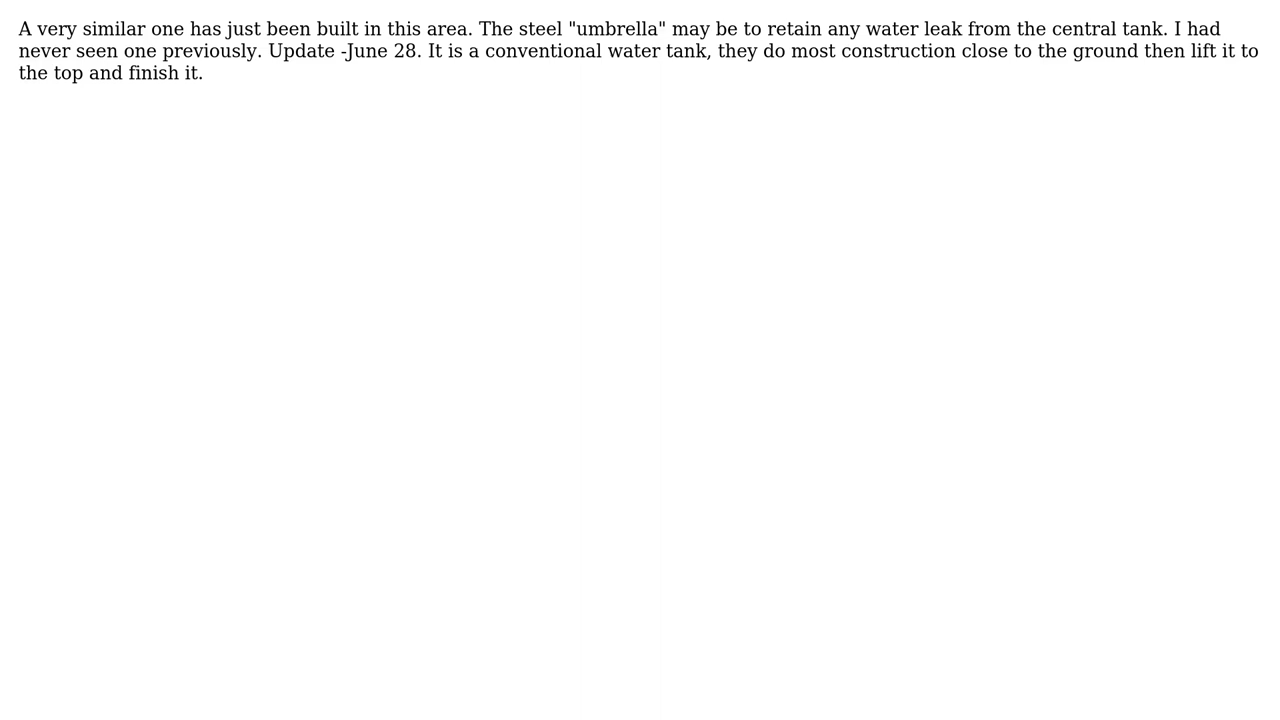 A very similar one has just been built in this area. The steel "umbrella" may be to retain any water leak from the central tank. I had
never seen one previously. Update -June 28. It is a conventional water tank, they do most construction close to the ground then lift it to
the top and finish it.